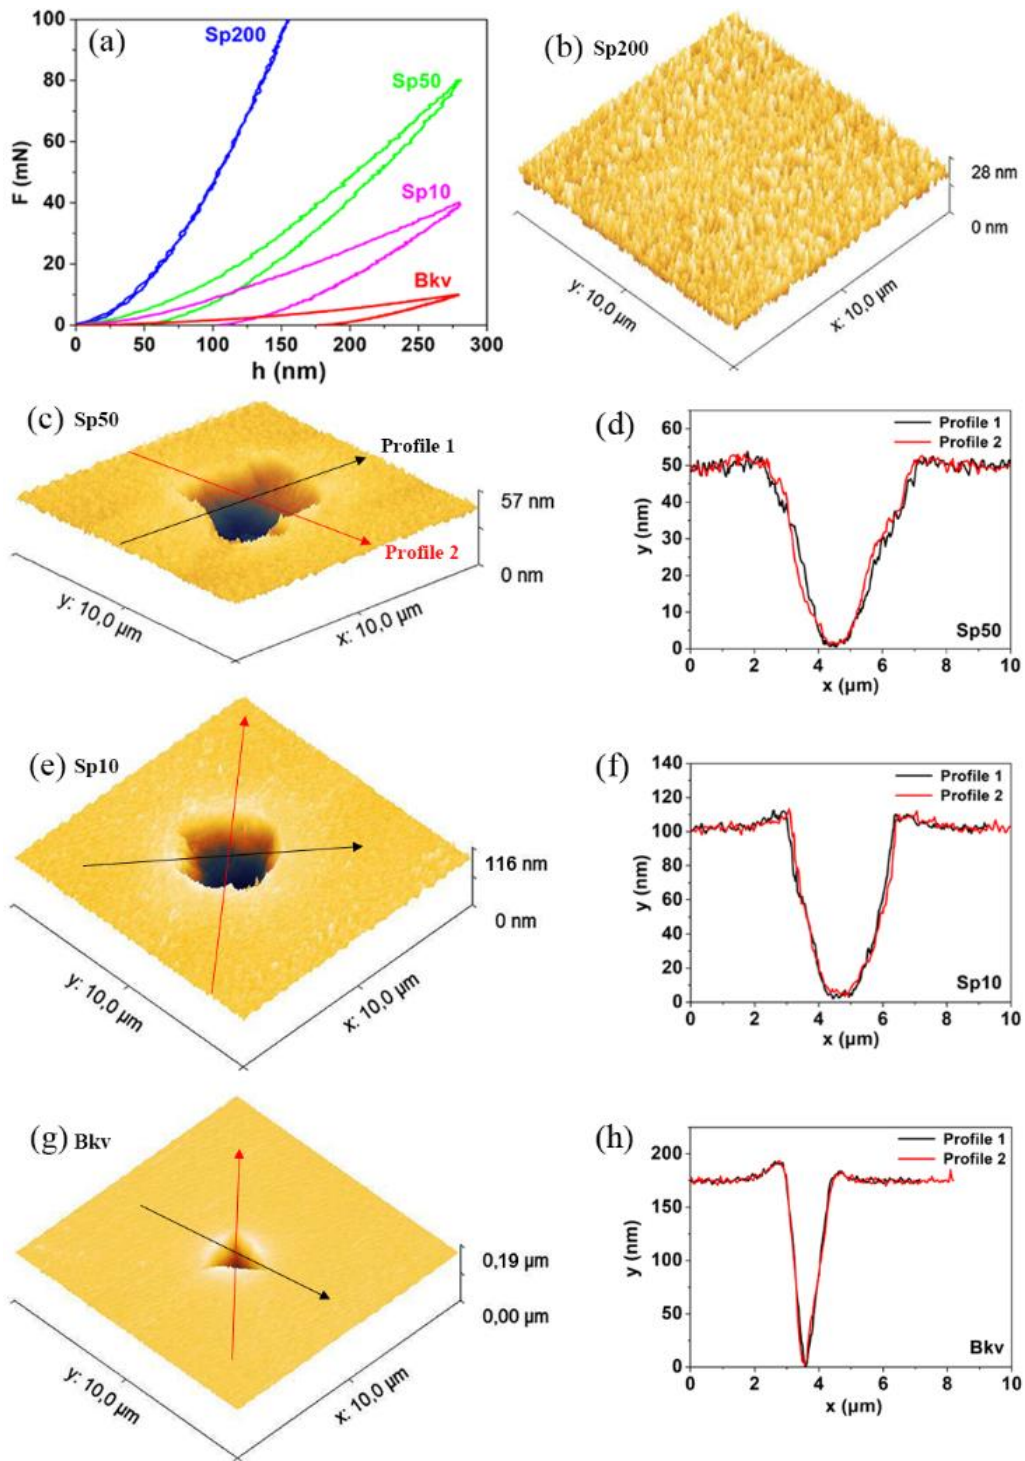 (a)
Sp200
Sp50
Sp10
Bkv
100
80
60
40
20
0
F (mN)
0 50 100 150 200 250 300
h (nm)
(b) Sp200
28 nm
0 nm
y: 10,0 µm
x: 10,0 µm
(c) Sp50
Profile 1
Profile 2
57 nm
0 nm
y: 10,0 µm
x: 10,0 µm
(d)
Profile 1
Profile 2
60
50
40
30
20
10
0
y (nm)
Sp50
0 2 4 6 8 10
x (µm)
(e) Sp10
116 nm
0 nm
y: 10,0 µm
x: 10,0 µm
(f)
Profile 1
Profile 2
140
120
100
80
60
40
20
0
y (nm)
Sp10
0 2 4 6 8 10
x (µm)
(g) Bkv
0,19 µm
0,00 µm
y: 10,0 µm
x: 10,0 µm
(h)
Profile 1
Profile 2
200
150
100
50
0
y (nm)
Bkv
0 2 4 6 8 10
x (µm)